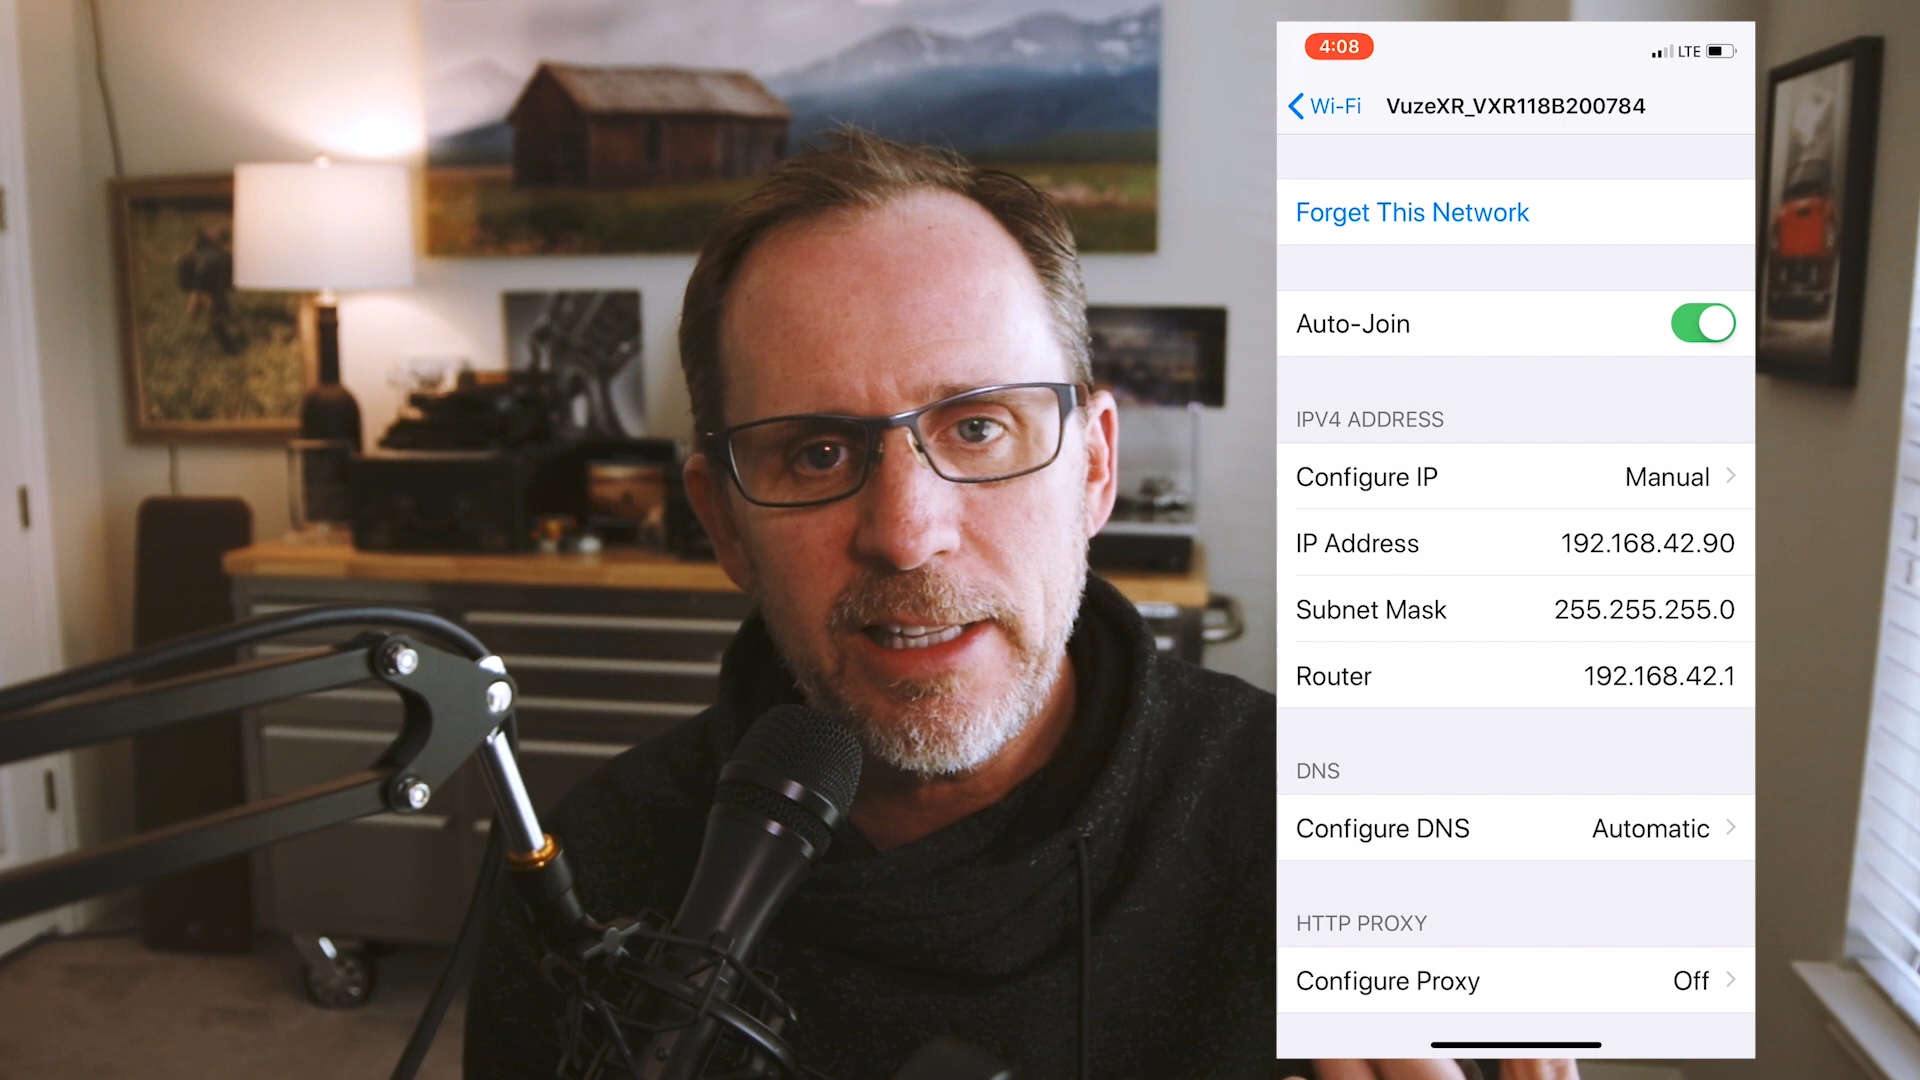 4:08 LTE
Wi-Fi VuzeXR_VXR118B200784
Forget This Network
Auto-Join
IPV4 ADDRESS
Configure IP Manual
IP Address 192.168.42.90
Subnet Mask 255.255.255.0
Router 192.168.42.1
DNS
Configure DNS Automatic
HTTP PROXY
Configure Proxy Off